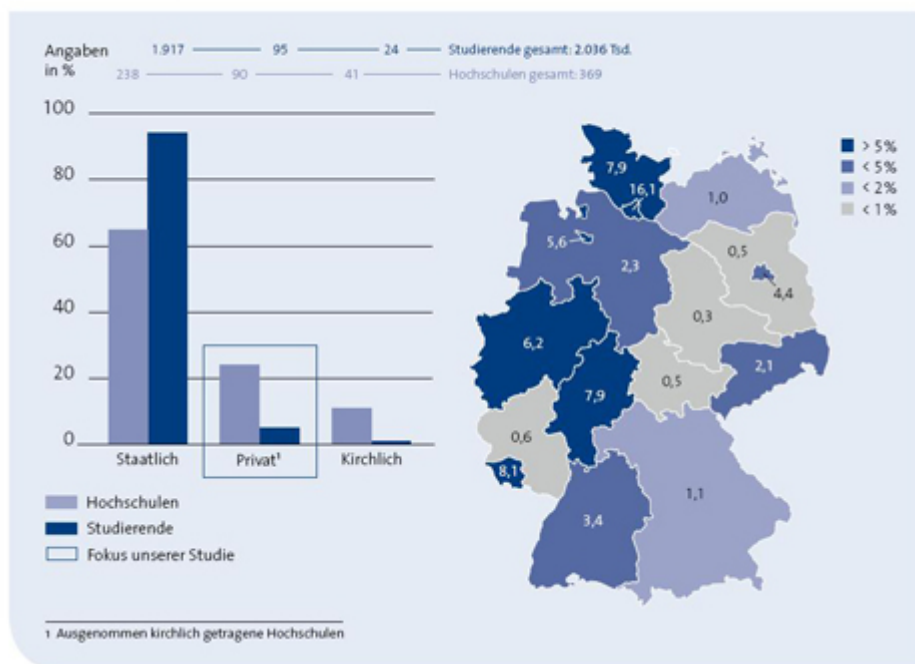 Angaben
in %
1.917 95 24 Studierende gesamt: 2.036 Tsd.
238 90 41 Hochschulen gesamt: 369
100
80
60
40
20
0
Staatlich Privat¹ Kirchlich
Hochschulen
Studierende
Fokus unserer Studie
> 5%
< 5%
< 2%
< 1%
7,9
16,1
1,0
5,6
2,3
0,5
4,4
0,3
6,2
2,1
7,9
0,5
0,6
8,1
1,1
3,4
1 Ausgenommen kirchlich getragene Hochschulen